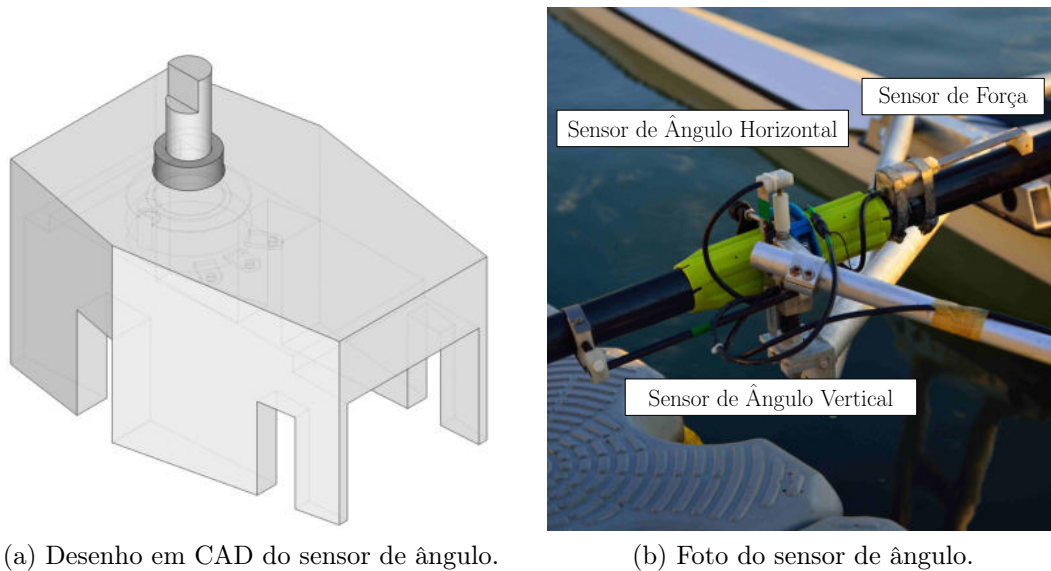 Sensor de Força
Sensor de Ângulo Horizontal
Sensor de Ângulo Vertical
(a) Desenho em CAD do sensor de ângulo.
(b) Foto do sensor de ângulo.